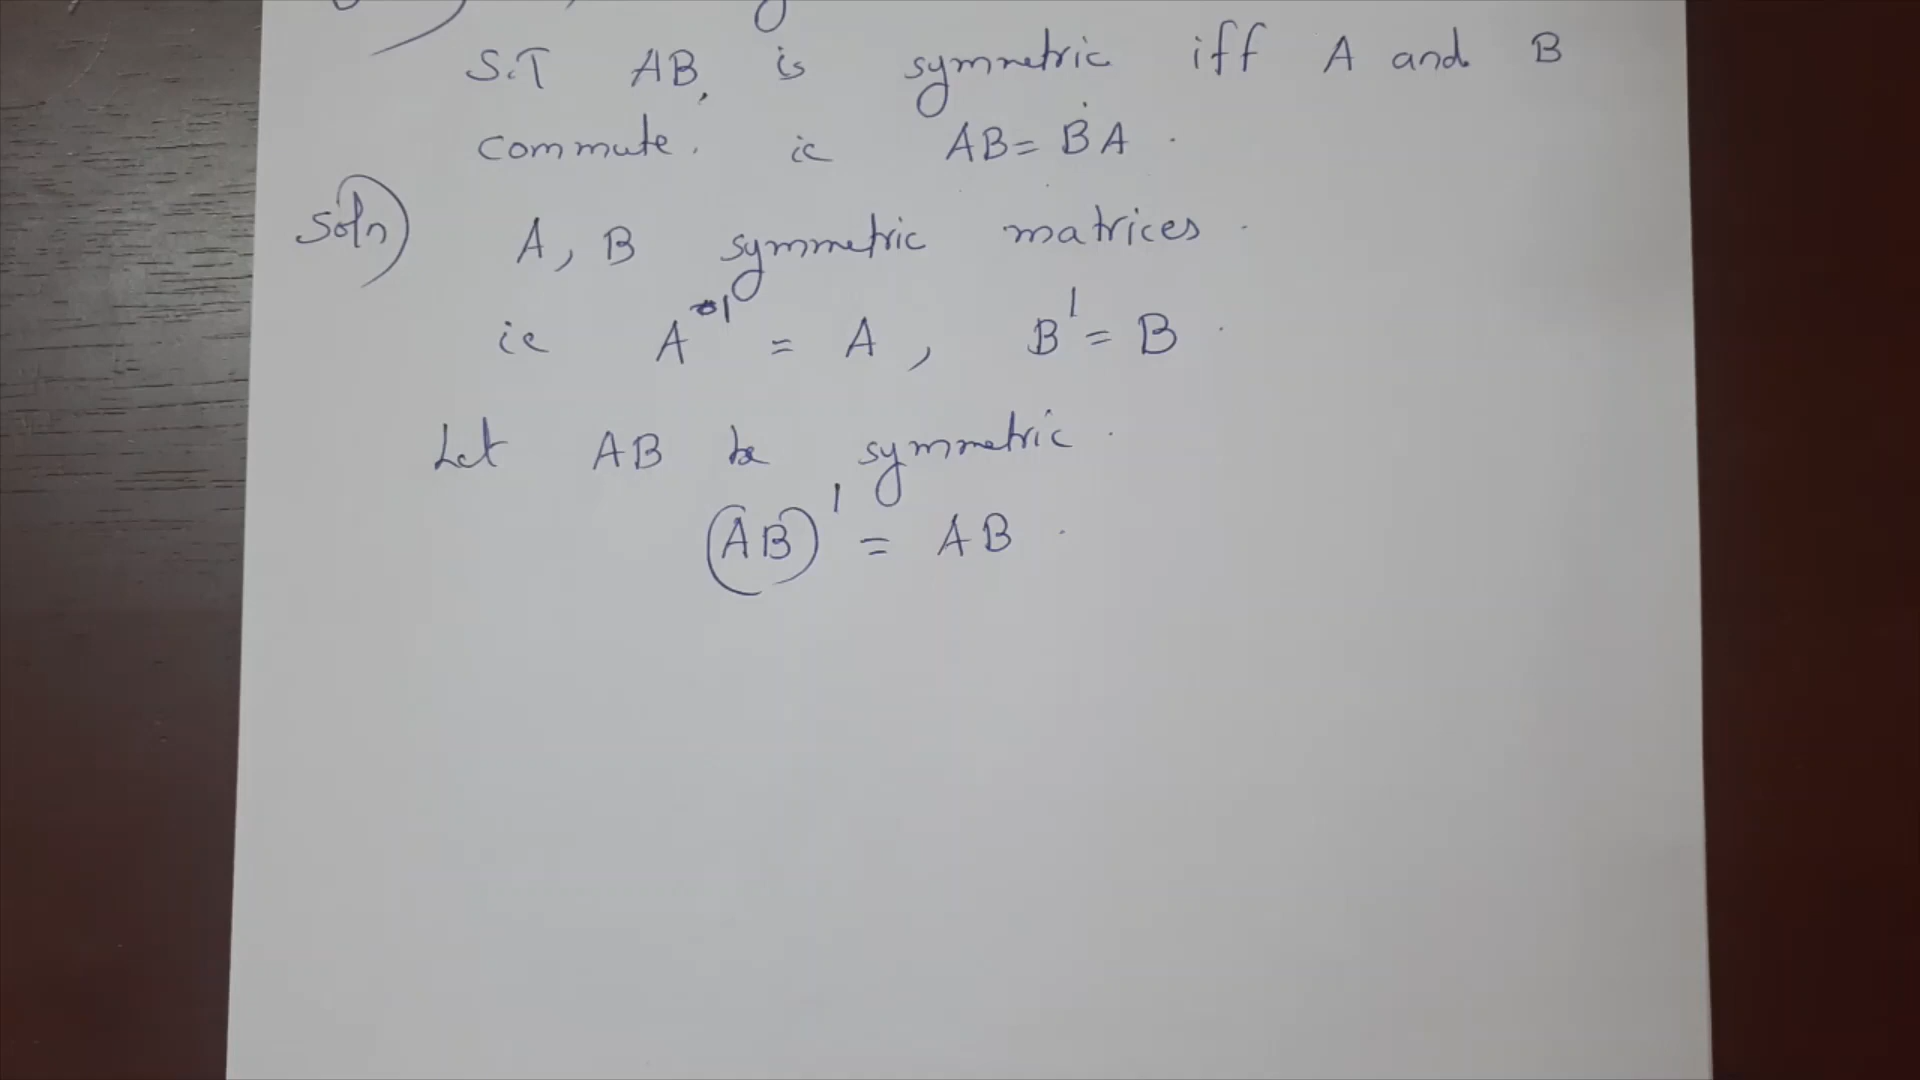 S.T AB, is symmetric iff A and B
commute. ie AB = BA.
Soln) A, B symmetric matrices.
ie A' = A, B' = B.
Let AB be symmetric.
(AB)' = AB.